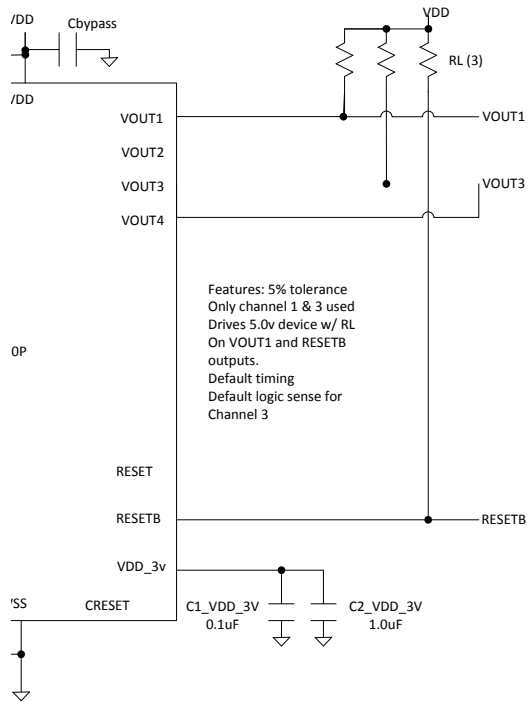 /DD
Cbypass
VDD
RL (3)
/DD
VOUT1
VOUT1
VOUT2
VOUT3
VOUT3
VOUT4
Features: 5% tolerance
Only channel 1 & 3 used
Drives 5.0v device w/ RL
On VOUT1 and RESETB
outputs.
Default timing
Default logic sense for
Channel 3
0P
RESET
RESETB
RESETB
VDD_3v
/SS
CRESET
C1_VDD_3V
0.1uF
C2_VDD_3V
1.0uF